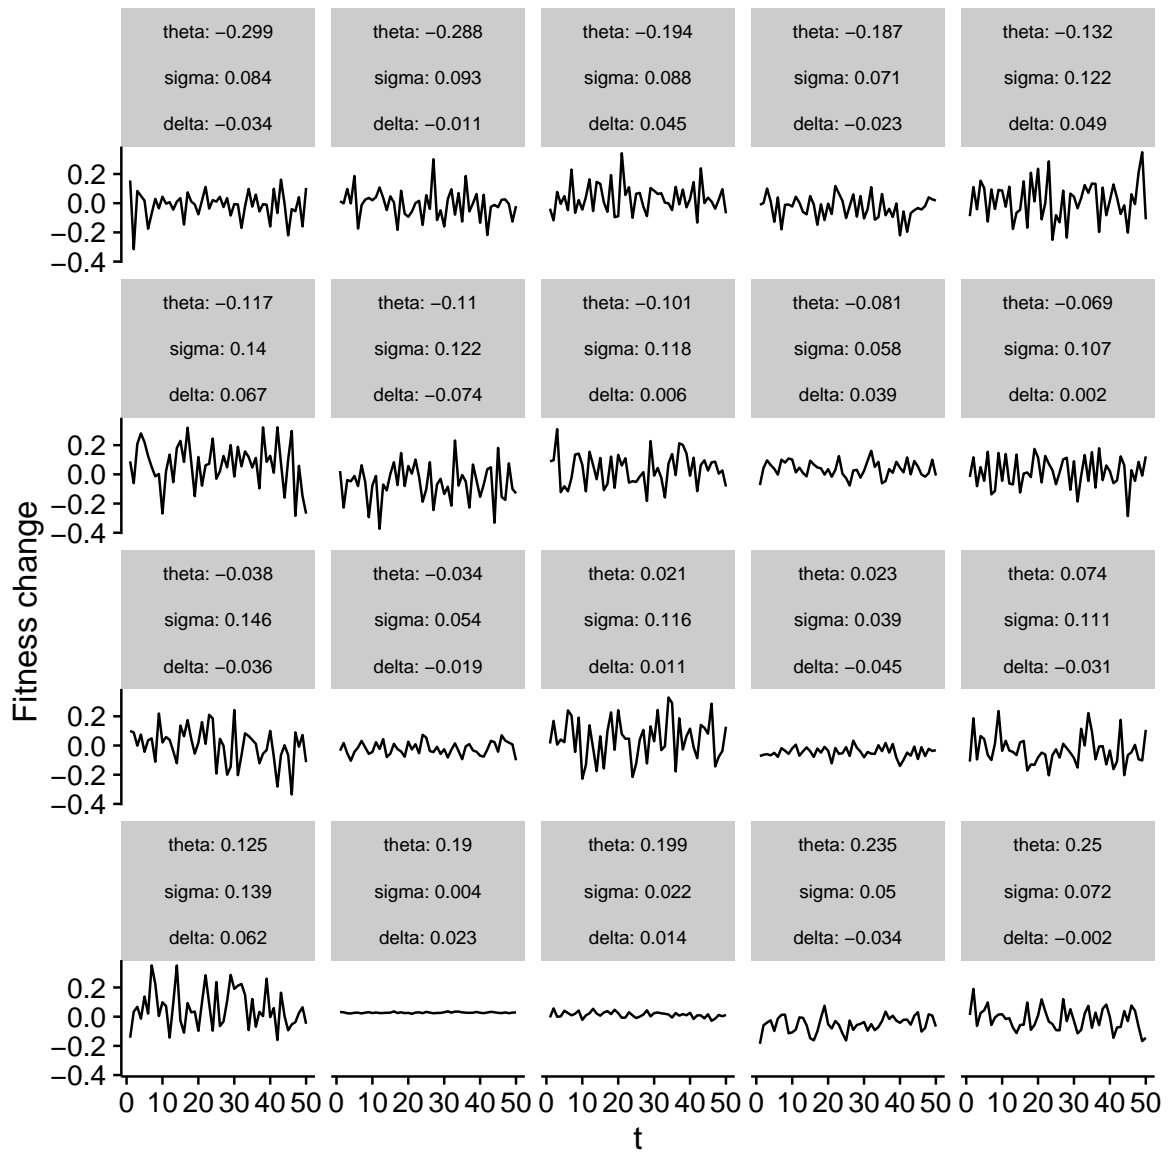 theta: −0.299 theta: −0.288 theta: −0.194 theta: −0.187 theta: −0.132
sigma: 0.084 sigma: 0.093 sigma: 0.088 sigma: 0.071 sigma: 0.122
delta: −0.034 delta: −0.011 delta: 0.045 delta: −0.023 delta: 0.049
0.2
0.0
−0.2
−0.4
theta: −0.117 theta: −0.11 theta: −0.101 theta: −0.081 theta: −0.069
sigma: 0.14 sigma: 0.122 sigma: 0.118 sigma: 0.058 sigma: 0.107
delta: 0.067 delta: −0.074 delta: 0.006 delta: 0.039 delta: 0.002
0.2
0.0
−0.2
−0.4
Fitness change
theta: −0.038 theta: −0.034 theta: 0.021 theta: 0.023 theta: 0.074
sigma: 0.146 sigma: 0.054 sigma: 0.116 sigma: 0.039 sigma: 0.111
delta: −0.036 delta: −0.019 delta: 0.011 delta: −0.045 delta: −0.031
0.2
0.0
−0.2
−0.4
theta: 0.125 theta: 0.19 theta: 0.199 theta: 0.235 theta: 0.25
sigma: 0.139 sigma: 0.004 sigma: 0.022 sigma: 0.05 sigma: 0.072
delta: 0.062 delta: 0.023 delta: 0.014 delta: −0.034 delta: −0.002
0.2
0.0
−0.2
−0.4
0 10 20 30 40 50 0 10 20 30 40 50 0 10 20 30 40 50 0 10 20 30 40 50 0 10 20 30 40 50
t